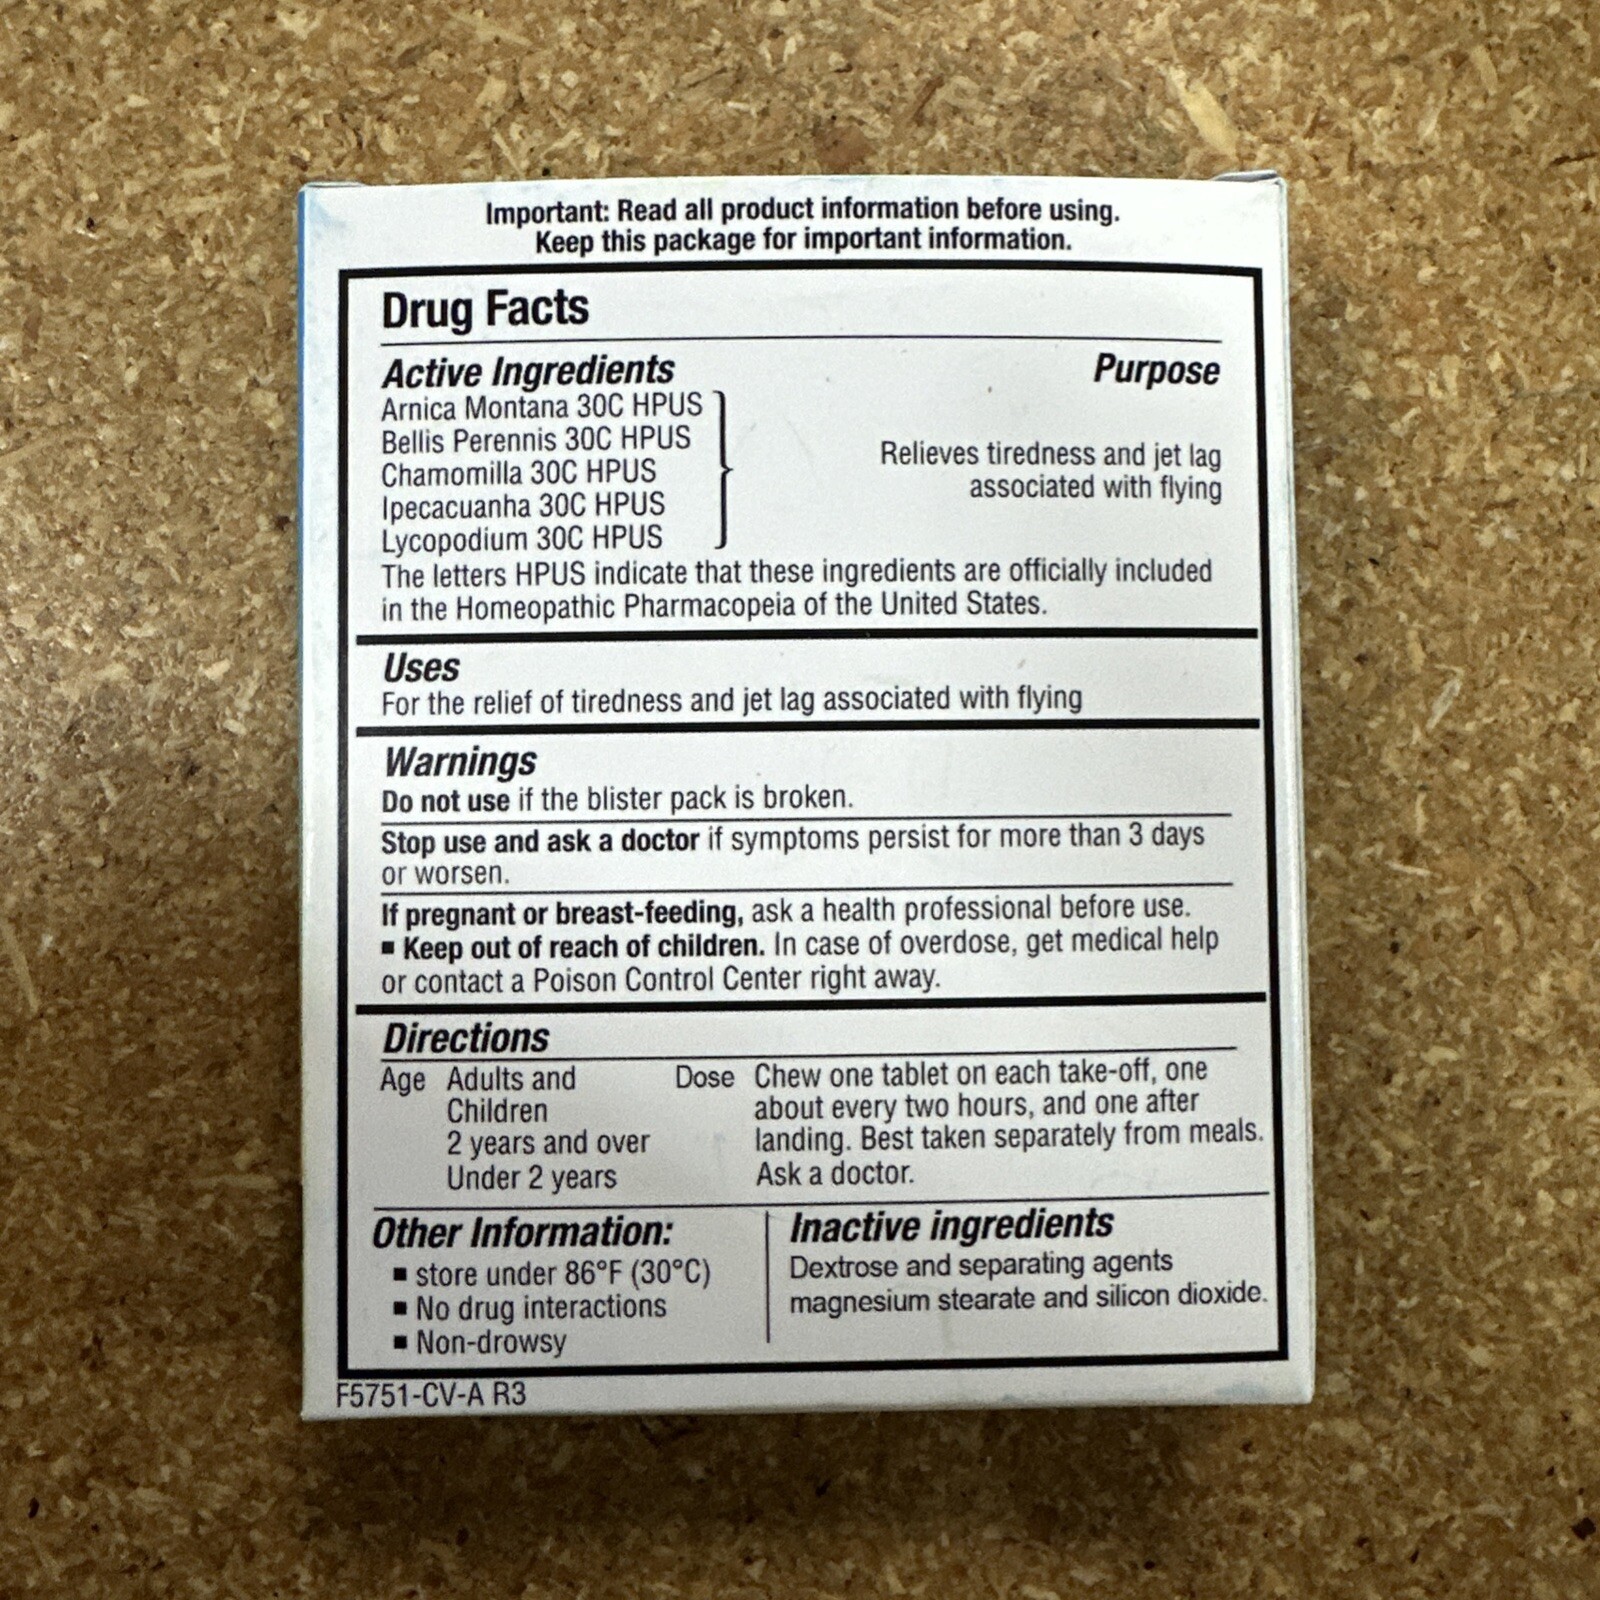 Important: Read all product information before using.
Keep this package for important information.
Drug Facts
Active Ingredients Purpose
Arnica Montana 30C HPUS
Bellis Perennis 30C HPUS
Chamomilla 30C HPUS
Ipecacuanha 30C HPUS
Lycopodium 30C HPUS
Relieves tiredness and jet lag
associated with flying
The letters HPUS indicate that these ingredients are officially included
in the Homeopathic Pharmacopeia of the United States.
Uses
For the relief of tiredness and jet lag associated with flying
Warnings
Do not use if the blister pack is broken.
Stop use and ask a doctor if symptoms persist for more than 3 days
or worsen.
If pregnant or breast-feeding, ask a health professional before use.
▪ Keep out of reach of children. In case of overdose, get medical help
or contact a Poison Control Center right away.
Directions
Age Adults and Dose Chew one tablet on each take-off, one
Children about every two hours, and one after
2 years and over landing. Best taken separately from meals.
Under 2 years Ask a doctor.
Other Information:
▪ store under 86°F (30°C)
▪ No drug interactions
▪ Non-drowsy
Inactive ingredients
Dextrose and separating agents
magnesium stearate and silicon dioxide.
F5751-CV-A R3